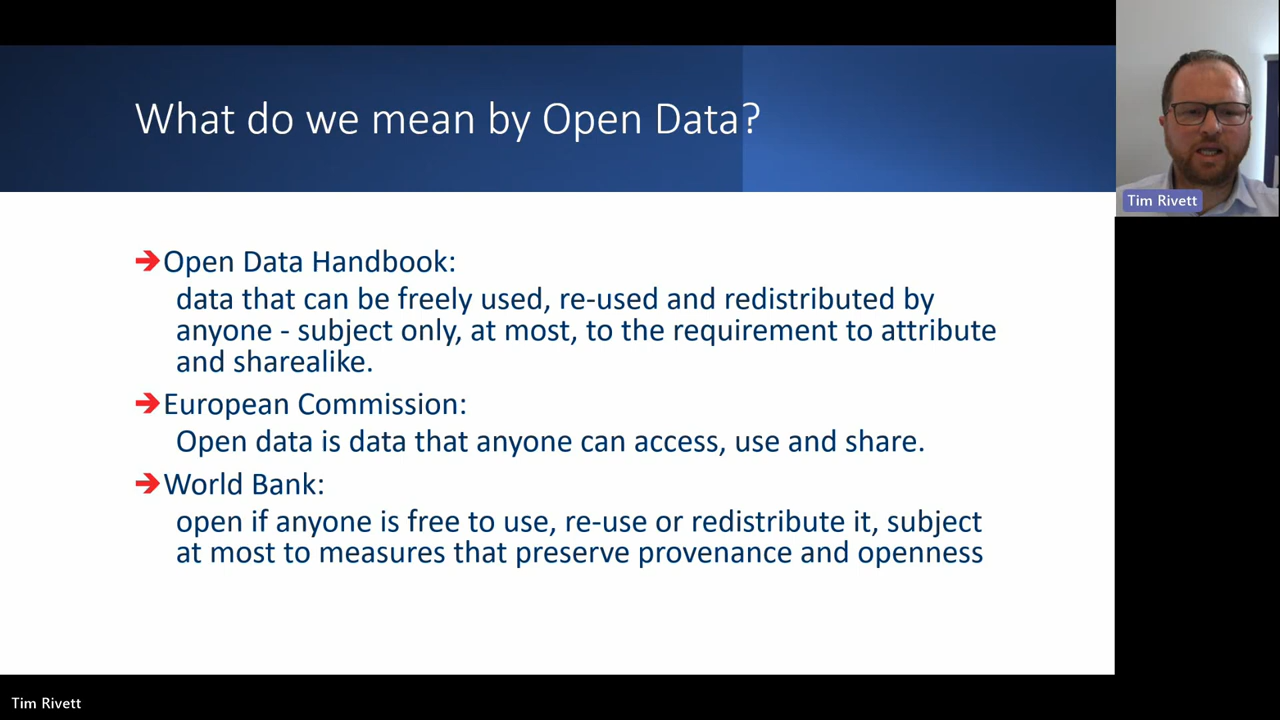 What do we mean by Open Data?
Tim Rivett
➔Open Data Handbook:
data that can be freely used, re-used and redistributed by
anyone - subject only, at most, to the requirement to attribute
and sharealike.
➔European Commission:
Open data is data that anyone can access, use and share.
➔World Bank:
open if anyone is free to use, re-use or redistribute it, subject
at most to measures that preserve provenance and openness
Tim Rivett